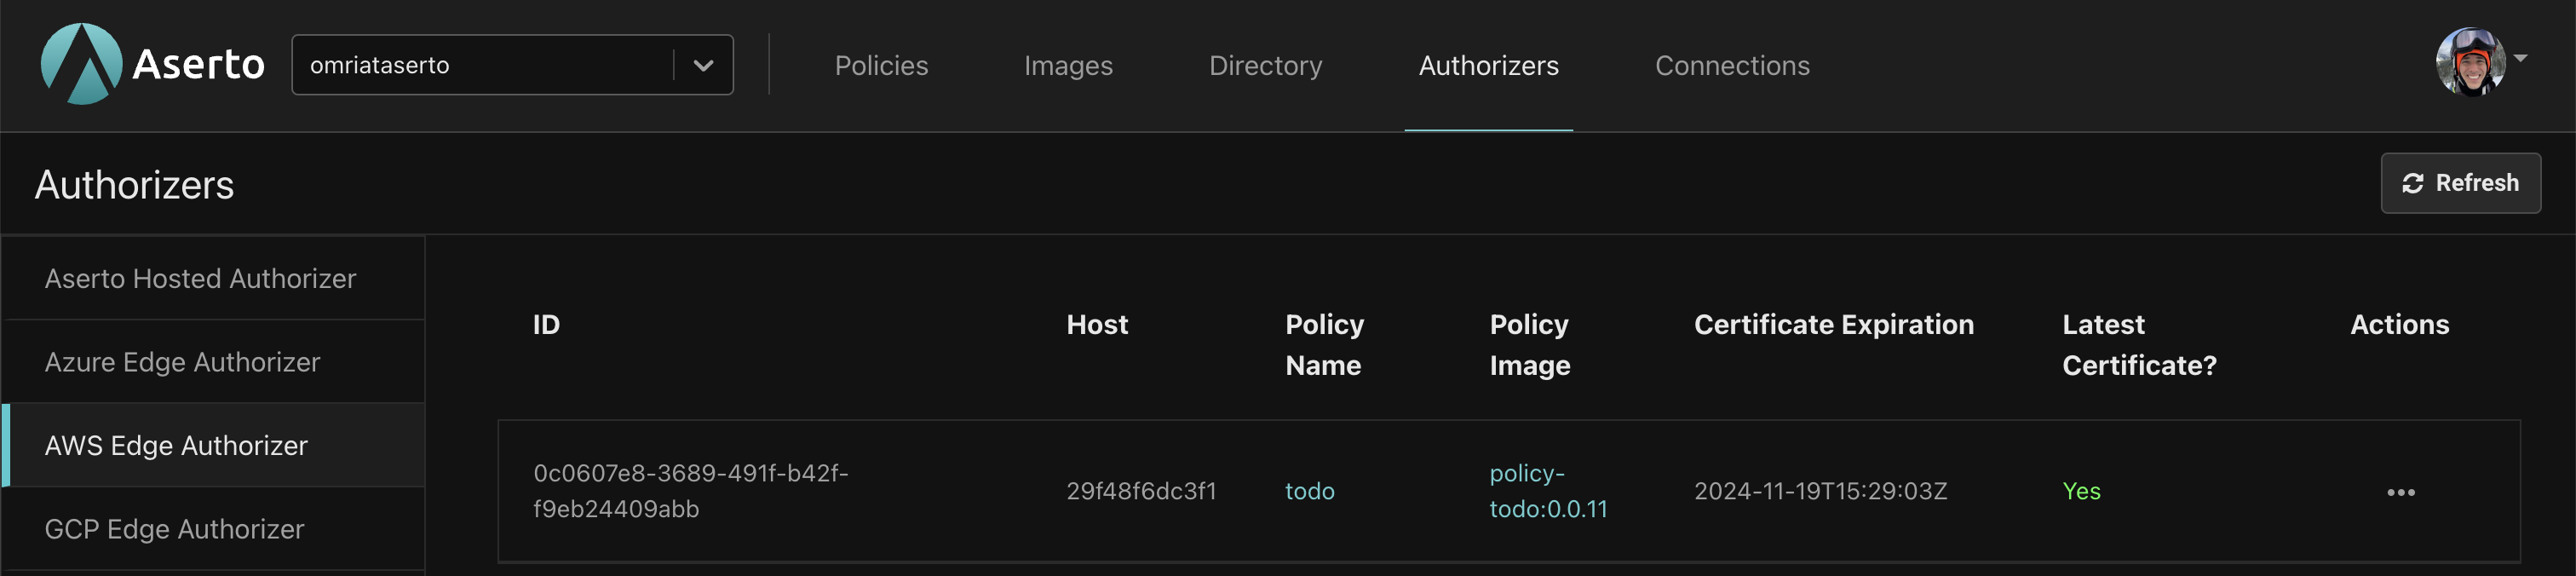 Aserto
omriataserto
Policies
Images
Directory
Authorizers
Connections
Authorizers
Refresh
Aserto Hosted Authorizer
Azure Edge Authorizer
AWS Edge Authorizer
GCP Edge Authorizer
ID
Host
Policy
Name
Policy
Image
Certificate Expiration
Latest
Certificate?
Actions
0c0607e8-3689-491f-b42f-
f9eb24409abb
29f48f6dc3f1
todo
policy-
todo:0.0.11
2024-11-19T15:29:03Z
Yes